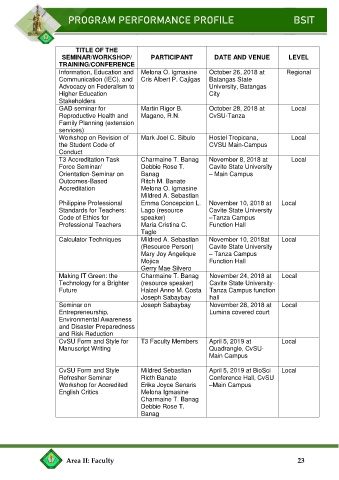 PROGRAM PERFORMANCE PROFILE BSIT
TITLE OF THE
SEMINAR/WORKSHOP/
TRAINING/CONFERENCE
PARTICIPANT
DATE AND VENUE
LEVEL
Information, Education and
Communication (IEC), and
Advocacy on Federalism to
Higher Education
Stakeholders
Melona O. Igmasine
Cris Albert P. Cajigas
October 26, 2018 at
Batangas State
University, Batangas
City
Regional
GAD seminar for
Reproductive Health and
Family Planning (extension
services)
Martin Rigor B.
Magano, R.N.
October 28, 2018 at
CvSU-Tanza
Local
Workshop on Revision of
the Student Code of
Conduct
Mark Joel C. Sibulo
Hostel Tropicana,
CVSU Main-Campus
Local
T3 Accreditation Task
Force Seminar/
Orientation-Seminar on
Outcomes-Based
Accreditation
Charmaine T. Banag
Debbie Rose T.
Banag
Ritch M. Banate
Melona O. Igmasine
Mildred A. Sebastian
November 8, 2018 at
Cavite State University
– Main Campus
Local
Philippine Professional
Standards for Teachers:
Code of Ethics for
Professional Teachers
Emma Concepcion L.
Lago (resource
speaker)
Maria Cristina C.
Tagle
November 10, 2018 at
Cavite State University
–Tanza Campus
Function Hall
Local
Calculator Techniques
Mildred A. Sebastian
(Resource Person)
Mary Joy Angelique
Mojica
Gerry Mae Silvero
November 10, 2018at
Cavite State University
– Tanza Campus
Function Hall
Local
Making IT Green: the
Technology for a Brighter
Future
Charmaine T. Banag
(resource speaker)
Haizel Anne M. Costa
Joseph Sabaybay
November 24, 2018 at
Cavite State University-
Tanza Campus function
hall
Local
Seminar on
Entrepreneurship,
Environmental Awareness
and Disaster Preparedness
and Risk Reduction
Joseph Sabaybay
November 28, 2018 at
Lumina covered court
Local
CvSU Form and Style for
Manuscript Writing
T3 Faculty Members
April 5, 2019 at
Quadrangle, CvSU-
Main Campus
Local
CvSU Form and Style
Refresher Seminar
Workshop for Accredited
English Critics
Mildred Sebastian
Ricth Banate
Erika Joyce Senaris
Melona Igmasine
Charmaine T. Banag
Debbie Rose T.
Banag
April 5, 2019 at BioSci
Conference Hall, CvSU
–Main Campus
Local
Area II: Faculty 23